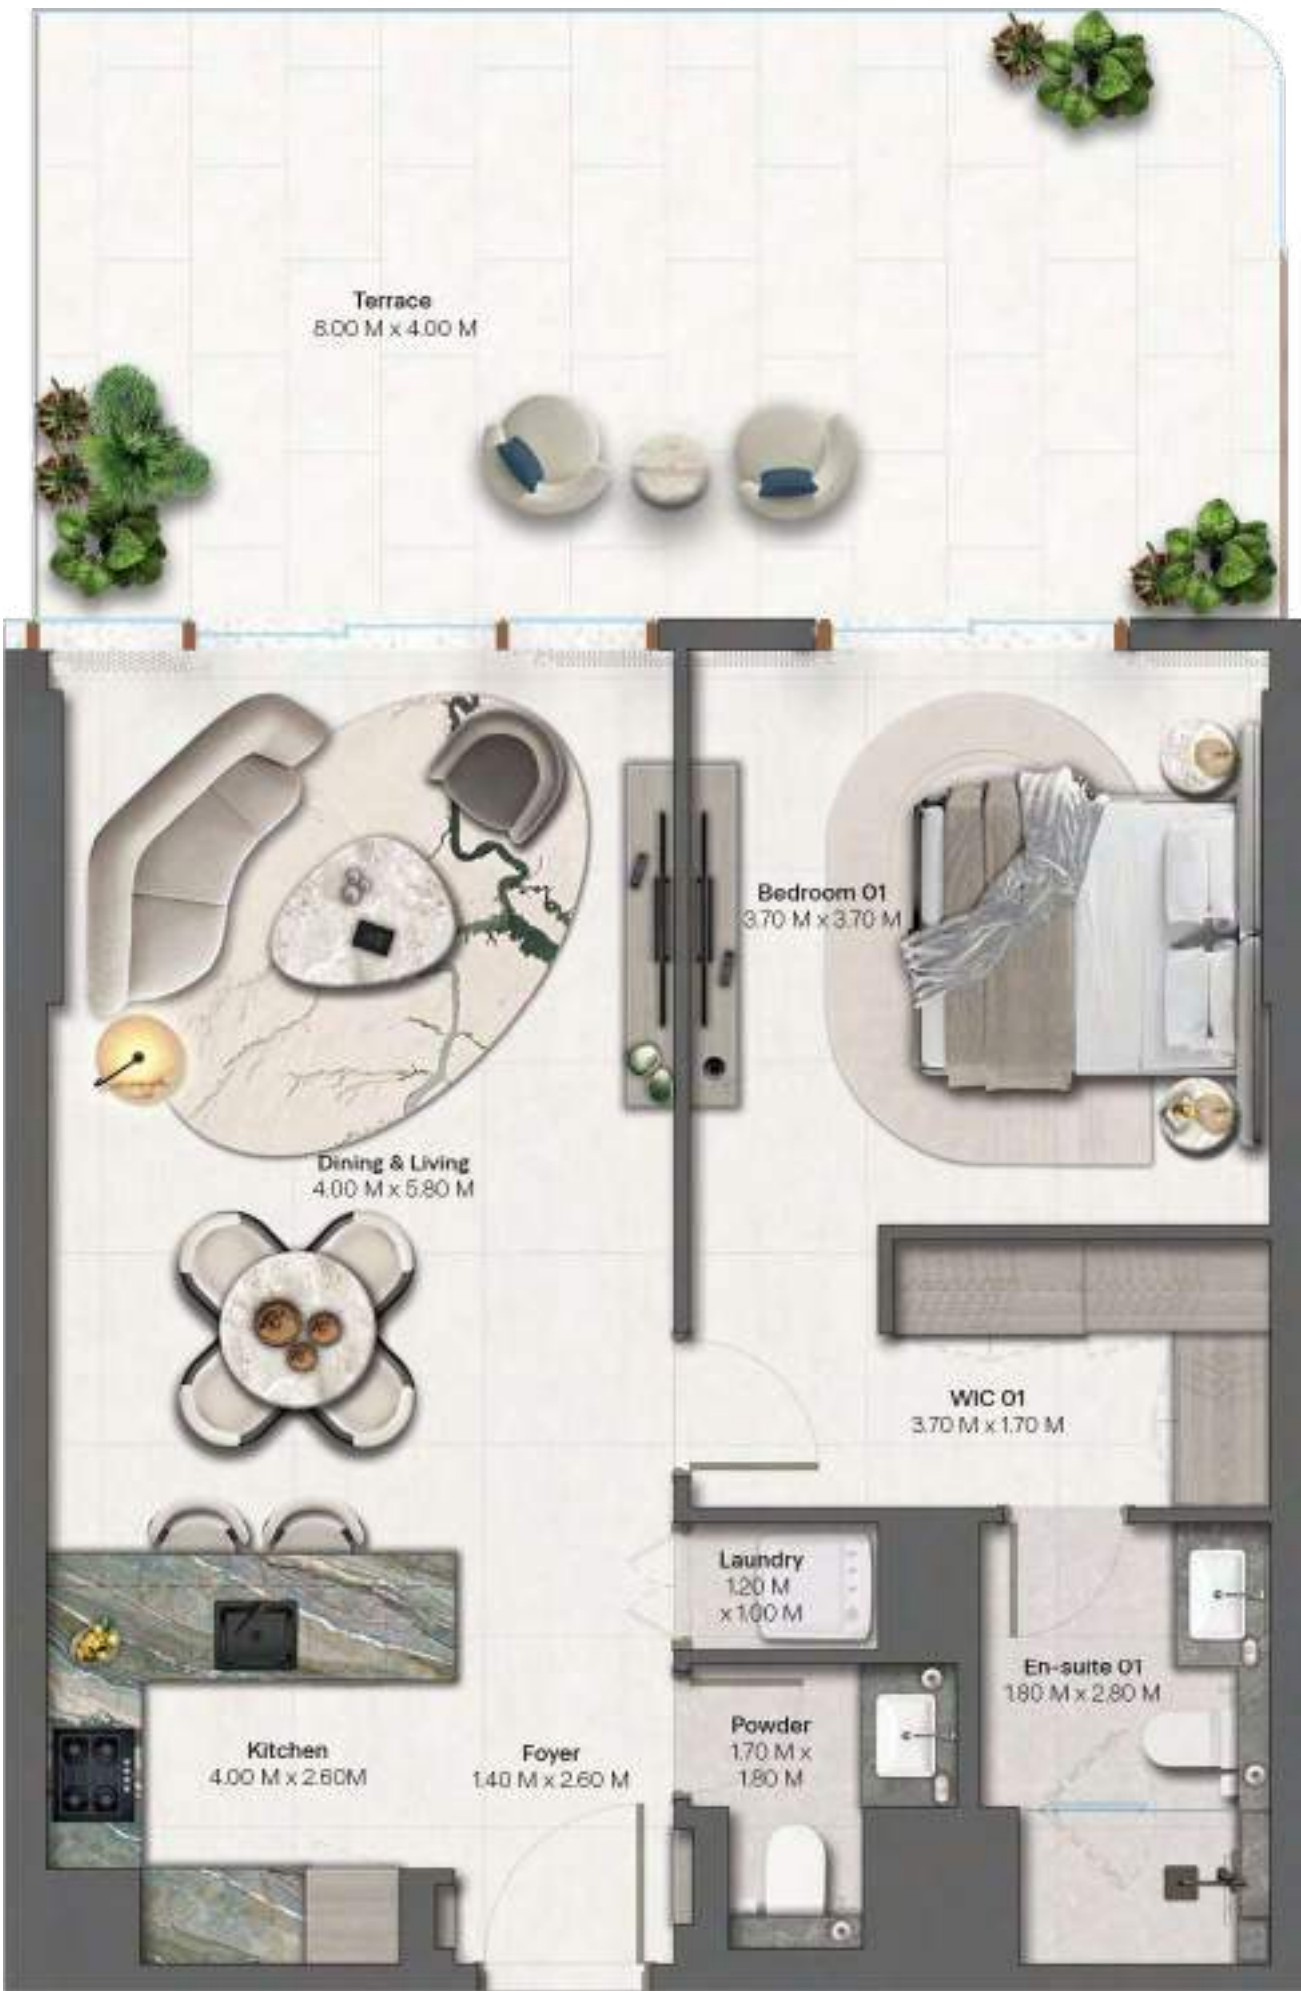 Terrace
8.00 M x 4.00 M
Bedroom 01
3.70 M x 3.70 M
Dining & Living
4.00 M x 5.80 M
WIC 01
3.70 M x 1.70 M
Laundry
1.20 M
x 1.00 M
En-suite 01
1.80 M x 2.80 M
Powder
1.70 M x
1.80 M
Kitchen
4.00 M x 2.60M
Foyer
1.40 M x 2.60 M